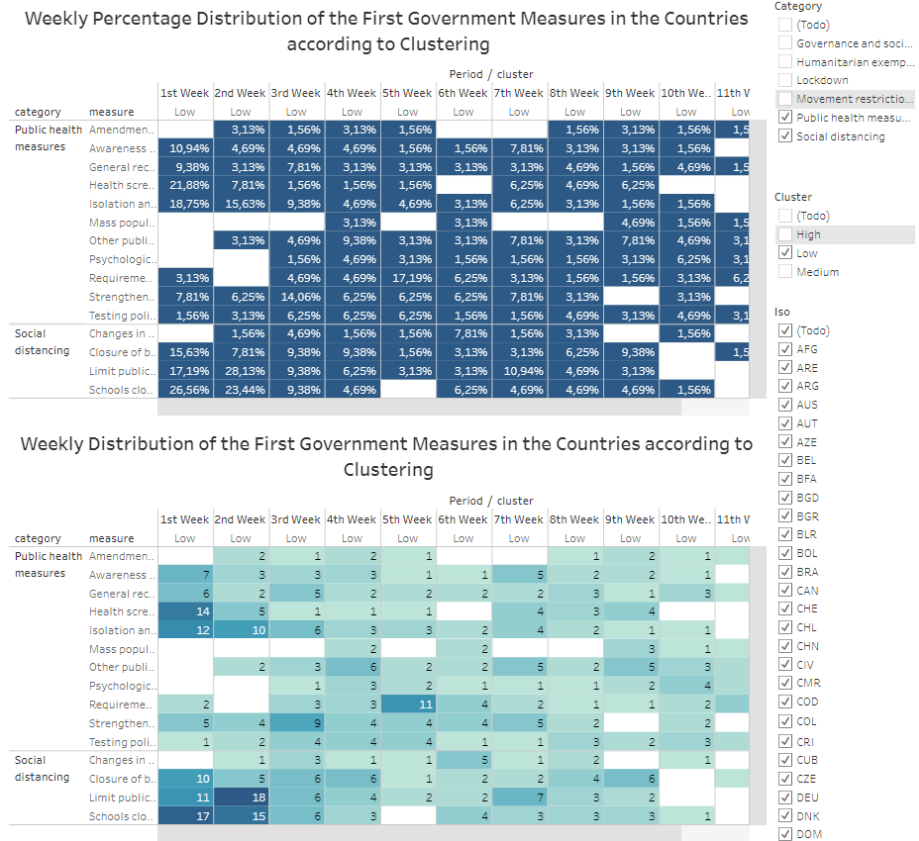 Weekly Percentage Distribution of the First Government Measures in the Countries
according to Clustering
Period / cluster
1st Week 2nd Week 3rd Week 4th Week 5th Week 6th Week 7th Week 8th Week 9th Week 10th We.. 11th W
category measure Low Low Low Low Low Low Low Low Low Low Low
Public health measures Amendmen.. 3,13% 1,56% 3,13% 1,56% 1,56% 3,13% 1,56% 1,5
Awareness .. 10,94% 4,69% 4,69% 4,69% 1,56% 1,56% 7,81% 3,13% 3,13% 1,56%
General rec.. 9,38% 3,13% 7,81% 3,13% 3,13% 3,13% 3,13% 4,69% 1,56% 4,69% 1,5
Health scre.. 21,88% 7,81% 1,56% 1,56% 1,56% 6,25% 4,69% 6,25%
Isolation an.. 18,75% 15,63% 9,38% 4,69% 4,69% 3,13% 6,25% 3,13% 1,56% 1,56%
Mass popul.. 3,13% 3,13% 4,69% 1,56% 1,5
Other publi.. 3,13% 4,69% 9,38% 3,13% 3,13% 7,81% 3,13% 7,81% 4,69% 3,1
Psychologic.. 1,56% 4,69% 3,13% 1,56% 1,56% 1,56% 3,13% 6,25% 3,1
Requireme.. 3,13% 4,69% 4,69% 17,19% 6,25% 3,13% 1,56% 1,56% 3,13% 6,2
Strengthen.. 7,81% 6,25% 14,06% 6,25% 6,25% 6,25% 7,81% 3,13% 3,13%
Testing poli.. 1,56% 3,13% 6,25% 6,25% 6,25% 1,56% 1,56% 4,69% 3,13% 4,69% 3,1
Social distancing Changes in .. 1,56% 4,69% 1,56% 1,56% 7,81% 1,56% 3,13% 1,56%
Closure of b.. 15,63% 7,81% 9,38% 9,38% 1,56% 3,13% 3,13% 6,25% 9,38% 1,5
Limit public.. 17,19% 28,13% 9,38% 6,25% 3,13% 3,13% 10,94% 4,69% 3,13%
Schools clo.. 26,56% 23,44% 9,38% 4,69% 6,25% 4,69% 4,69% 4,69% 1,56%
Weekly Distribution of the First Government Measures in the Countries according to
Clustering
Period / cluster
1st Week 2nd Week 3rd Week 4th Week 5th Week 6th Week 7th Week 8th Week 9th Week 10th We.. 11th W
category measure Low Low Low Low Low Low Low Low Low Low Low
Public health measures Amendmen.. 2 1 2 1 1 2 1
Awareness .. 7 3 3 3 1 1 5 2 2 1
General rec.. 6 2 5 2 2 2 2 3 1 3
Health scre.. 14 5 1 1 1 4 3 4
Isolation an.. 12 10 6 3 3 2 4 2 1 1
Mass popul.. 2 2 3 1
Other publi.. 2 3 6 2 2 5 2 5 3
Psychologic.. 1 3 2 1 1 1 2 4
Requireme.. 2 3 3 11 4 2 1 1 2
Strengthen.. 5 4 9 4 4 4 5 2 2
Testing poli.. 1 2 4 4 4 1 1 3 2 3
Social distancing Changes in .. 1 3 1 1 5 1 2 1
Closure of b.. 10 5 6 6 1 2 2 4 6
Limit public.. 11 18 6 4 2 2 7 3 2
Schools clo.. 17 15 6 3 4 3 3 3 1
Category
(Todo)
Governance and soci...
Humanitarian exemp...
Lockdown
Movement restrictio...
Public health measu...
Social distancing
Cluster
(Todo)
High
Low
Medium
Iso
(Todo)
AFG
ARE
ARG
AUS
AUT
AZE
BEL
BFA
BGD
BGR
BLR
BOL
BRA
CAN
CHE
CHL
CHN
CIV
CMR
COD
COL
CRI
CUB
CZE
DEU
DNK
DOM